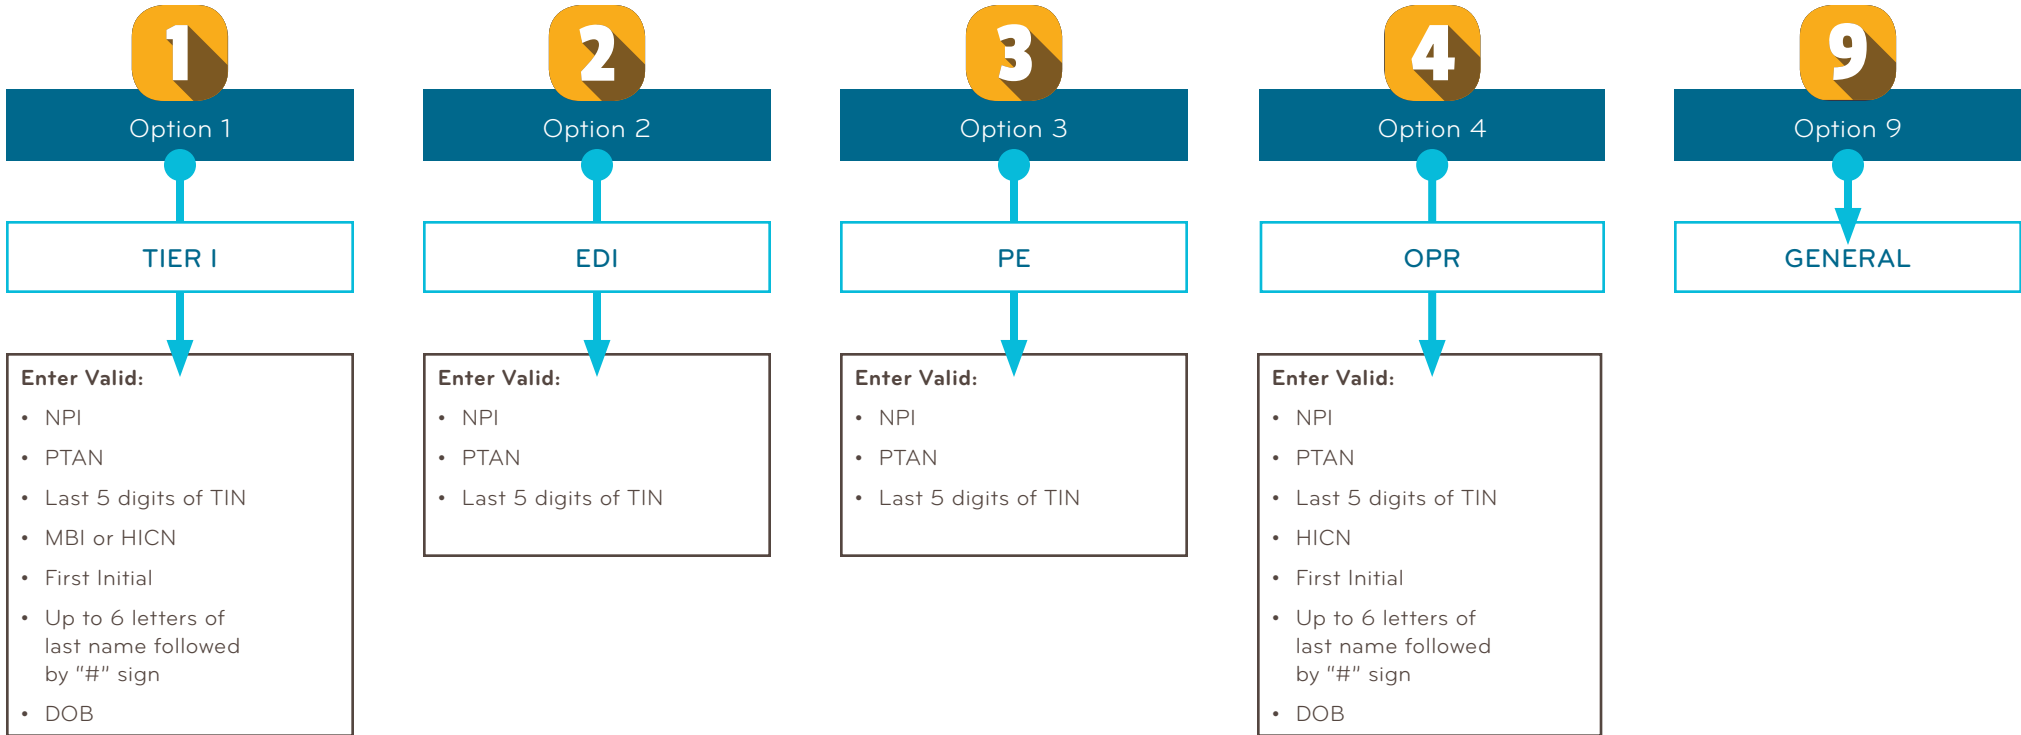 1
Option 1
TIER I
Enter Valid:
• NPI
• PTAN
• Last 5 digits of TIN
• MBI or HICN
• First Initial
• Up to 6 letters of
last name followed
by "#" sign
• DOB
2
Option 2
EDI
Enter Valid:
• NPI
• PTAN
• Last 5 digits of TIN
3
Option 3
PE
Enter Valid:
• NPI
• PTAN
• Last 5 digits of TIN
4
Option 4
OPR
Enter Valid:
• NPI
• PTAN
• Last 5 digits of TIN
• HICN
• First Initial
• Up to 6 letters of
last name followed
by "#" sign
• DOB
9
Option 9
GENERAL